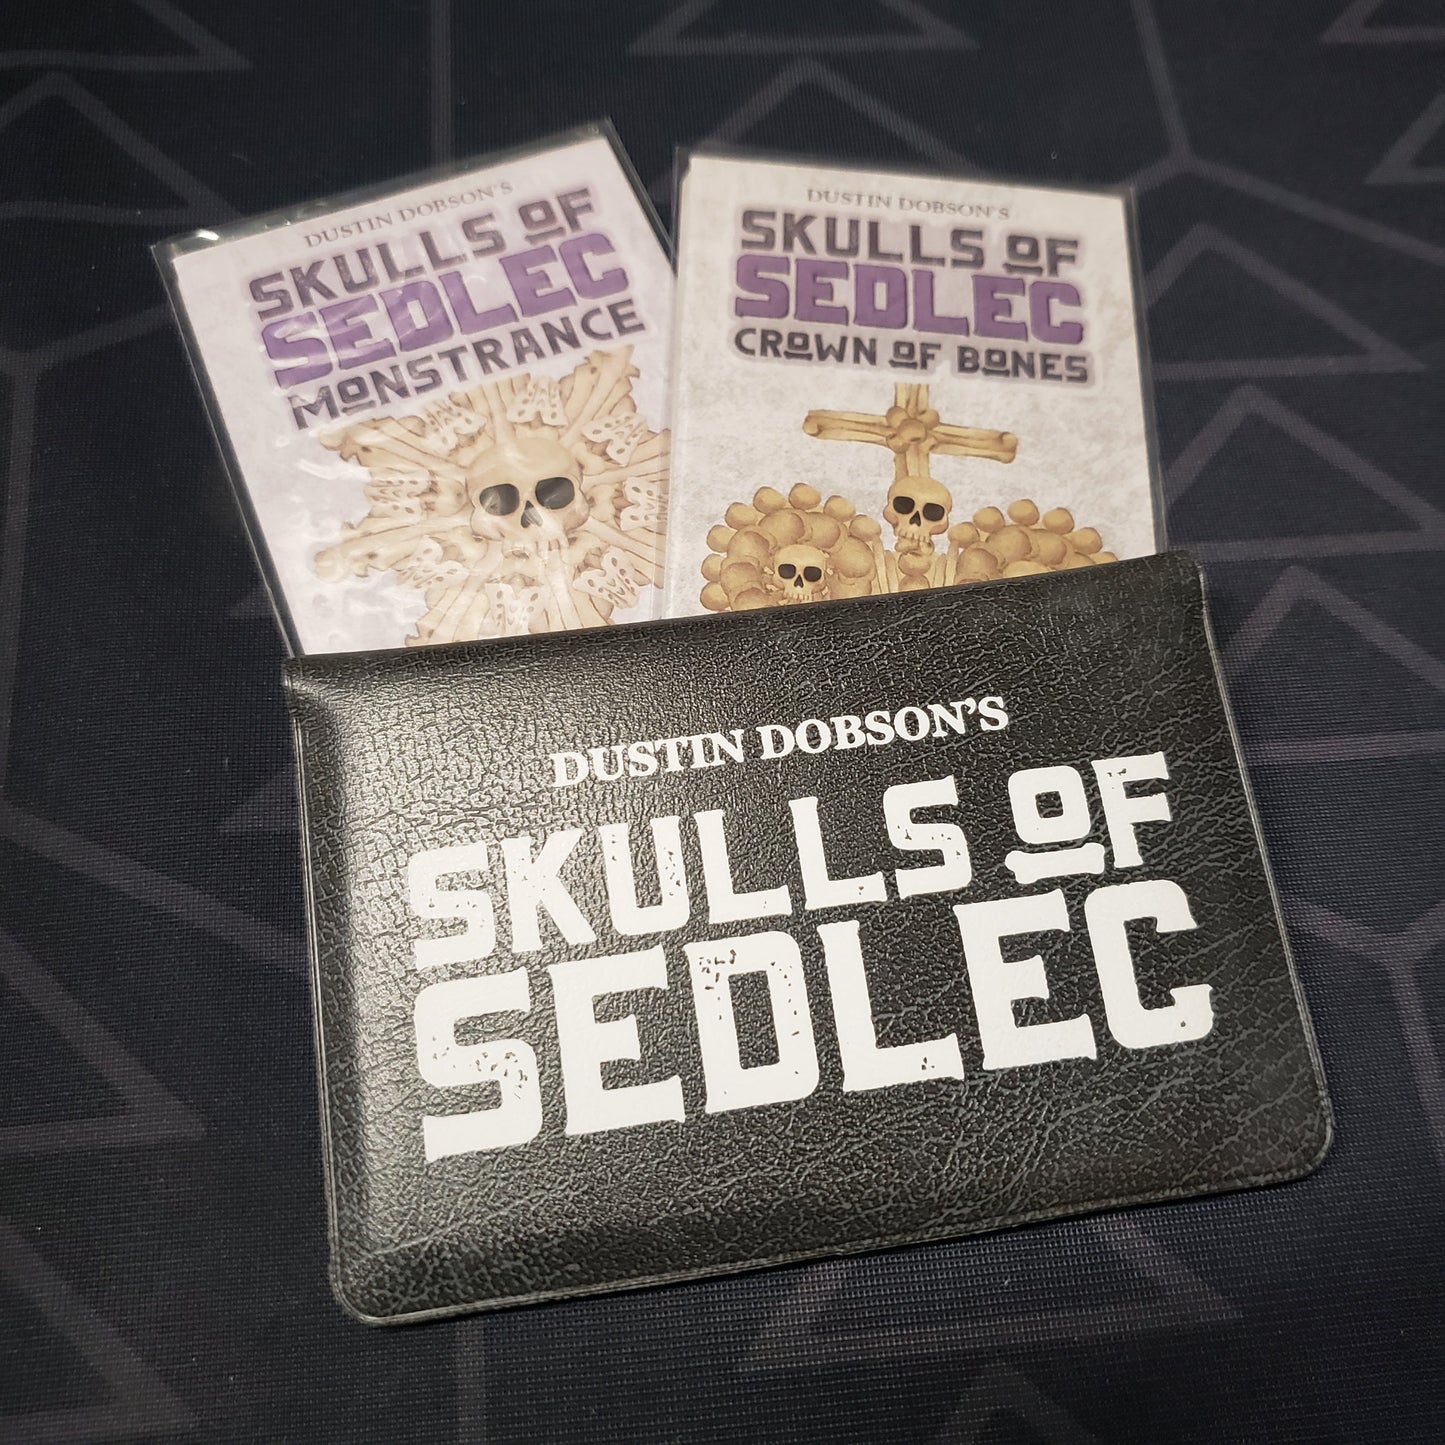 DUSTIN DOBSON'S
SKULLS OF
SEDLEC
MONSTRANCE
DUSTIN DOBSON'S
SKULLS OF
SEDLEC
CROWN OF BONES
DUSTIN DOBSON'S
SKULLS OF
SEDLEC